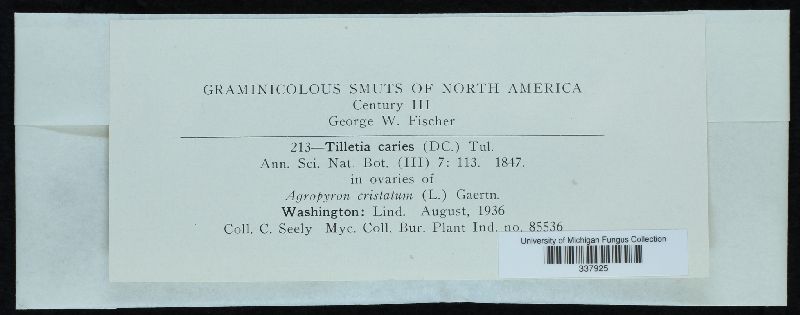 GRAMINICOLOUS SMUTS OF NORTH AMERICA
Century III
George W. Fischer
213—Tilletia caries (DC.) Tul.
Ann. Sci. Nat. Bot. (III) 7: 113. 1847.
in ovaries of
Agropyron cristatum (L.) Gaertn.
Washington: Lind. August, 1936
Coll. C. Seely Myc. Coll. Bur. Plant Ind. no. 85536
University of Michigan Fungus Collection
337925